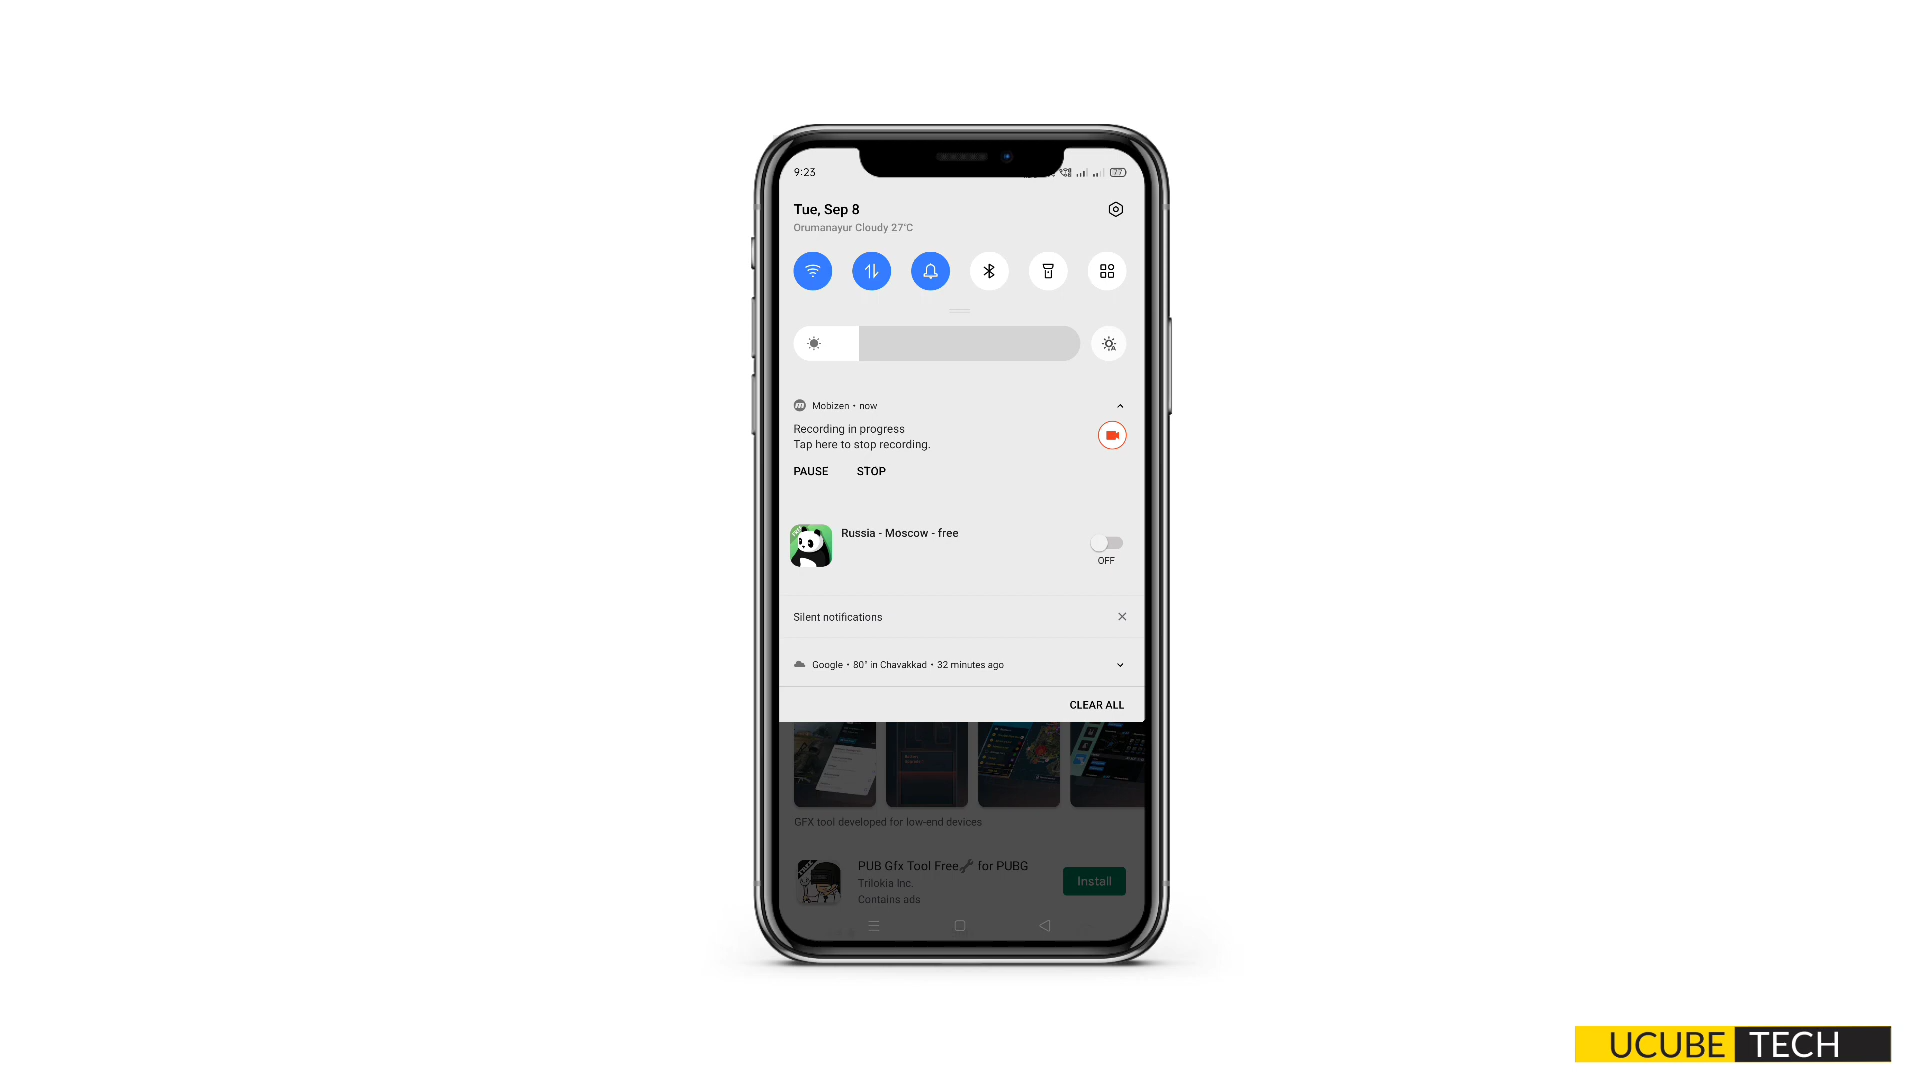 9:23
77
Tue, Sep 8
Orumanayur Cloudy 27°C
Mobizen • now
Recording in progress
Tap here to stop recording.
PAUSE STOP
Russia - Moscow - free
OFF
Silent notifications
Google • 80° in Chavakkad • 32 minutes ago
CLEAR ALL
GFX tool developed for low-end devices
PUB Gfx Tool Free🔧 for PUBG
Trilokia Inc.
Contains ads
Install
UCUBE TECH